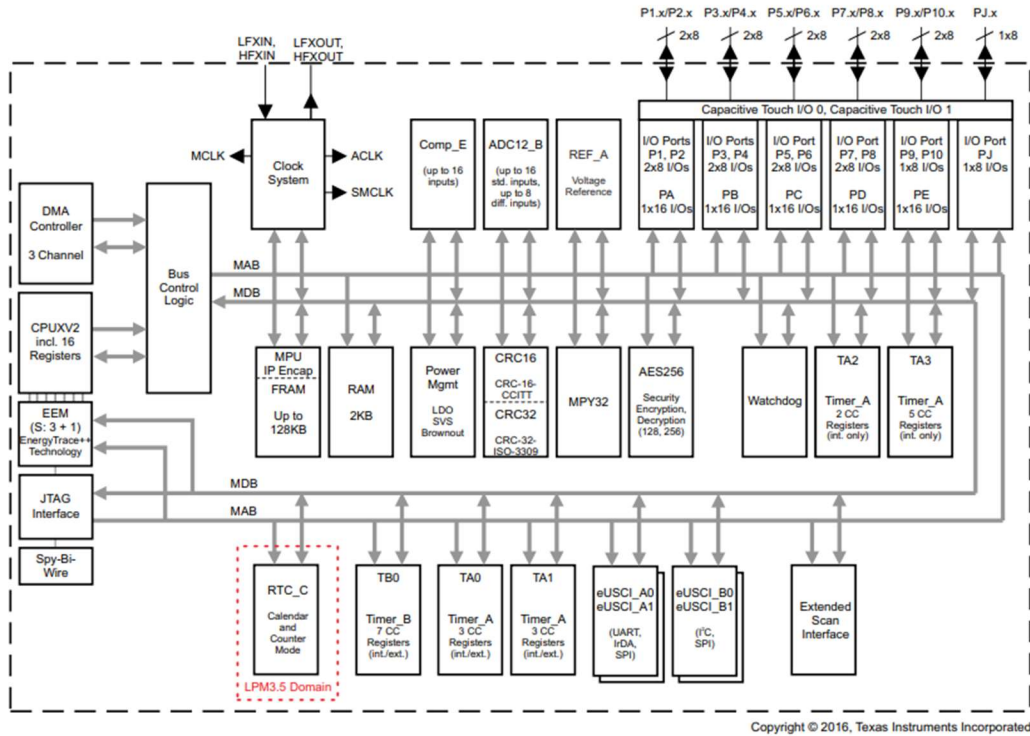 P1.x/P2.x P3.x/P4.x P5.x/P6.x P7.x/P8.x P9.x/P10.x PJ.x
2x8 2x8 2x8 2x8 2x8 1x8
LFXIN,
HFXIN
LFXOUT,
HFXOUT
Capacitive Touch I/O 0, Capacitive Touch I/O 1
MCLK
Clock
System
ACLK
SMCLK
Comp_E
(up to 16
inputs)
ADC12_B
(up to 16
std. inputs,
up to 8
diff. inputs)
REF_A
Voltage
Reference
I/O Ports
P1, P2
2x8 I/Os
PA
1x16 I/Os
I/O Ports
P3, P4
2x8 I/Os
PB
1x16 I/Os
I/O Port
P5, P6
2x8 I/Os
PC
1x16 I/Os
I/O Port
P7, P8
2x8 I/Os
PD
1x16 I/Os
I/O Port
P9, P10
1x8 I/Os
PE
1x16 I/Os
I/O Port
PJ
1x8 I/Os
DMA
Controller
3 Channel
Bus
Control
Logic
MAB
MDB
CPUXV2
incl. 16
Registers
MPU
IP Encap
FRAM
Up to
128KB
RAM
2KB
Power
Mgmt
LDO
SVS
Brownout
CRC16
CRC-16-
CCITT
CRC32
CRC-32-
ISO-3309
MPY32
AES256
Security
Encryption,
Decryption
(128, 256)
Watchdog
TA2
Timer_A
2 CC
Registers
(int. only)
TA3
Timer_A
5 CC
Registers
(int. only)
EEM
(S: 3 + 1)
EnergyTrace++
Technology
MDB
MAB
JTAG
Interface
Spy-Bi-
Wire
RTC_C
Calendar
and
Counter
Mode
LPM3.5 Domain
TB0
Timer_B
7 CC
Registers
(int./ext.)
TA0
Timer_A
3 CC
Registers
(int./ext.)
TA1
Timer_A
3 CC
Registers
(int./ext.)
eUSCI_A0
eUSCI_A1
(UART,
IrDA,
SPI)
eUSCI_B0
eUSCI_B1
(I²C,
SPI)
Extended
Scan
Interface
Copyright © 2016, Texas Instruments Incorporated